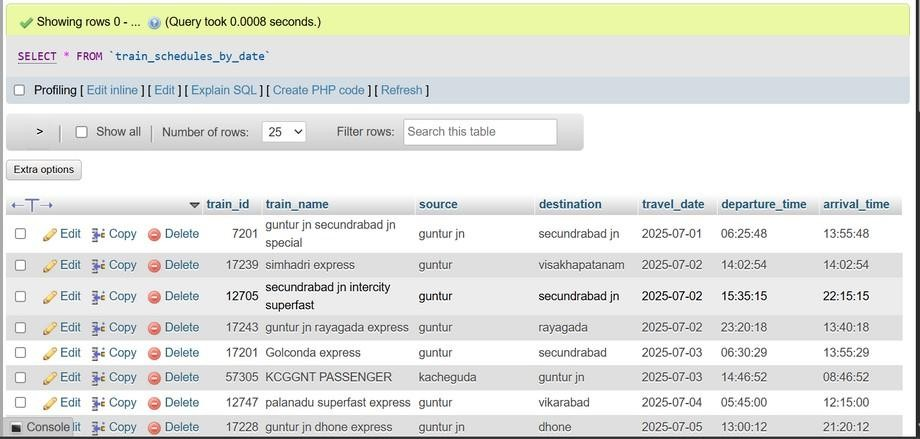 Showing rows 0 - ... (Query took 0.0008 seconds.)
SELECT * FROM `train_schedules_by_date`
Profiling [ Edit inline ] [ Edit ] [ Explain SQL ] [ Create PHP code ] [ Refresh ]
> Show all Number of rows: 25 Filter rows: Search this table
Extra options
train_id train_name source destination travel_date departure_time arrival_time
Edit Copy Delete 7201 guntur jn secundrabad jn special guntur jn secundrabad jn 2025-07-01 06:25:48 13:55:48
Edit Copy Delete 17239 simhadri express guntur visakhapatanam 2025-07-02 14:02:54 14:02:54
Edit Copy Delete 12705 secundrabad jn intercity superfast guntur secundrabad jn 2025-07-02 15:35:15 22:15:15
Edit Copy Delete 17243 guntur jn rayagada express guntur rayagada 2025-07-02 23:20:18 13:40:18
Edit Copy Delete 17201 Golconda express guntur secundrabad 2025-07-03 06:30:29 13:55:29
Edit Copy Delete 57305 KCGGNT PASSENGER kacheguda guntur jn 2025-07-03 14:46:52 08:46:52
Edit Copy Delete 12747 palanadu superfast express guntur vikarabad 2025-07-04 05:45:00 12:15:00
Console Copy Delete 17228 guntur jn dhone express guntur jn dhone 2025-07-05 13:00:12 21:20:12